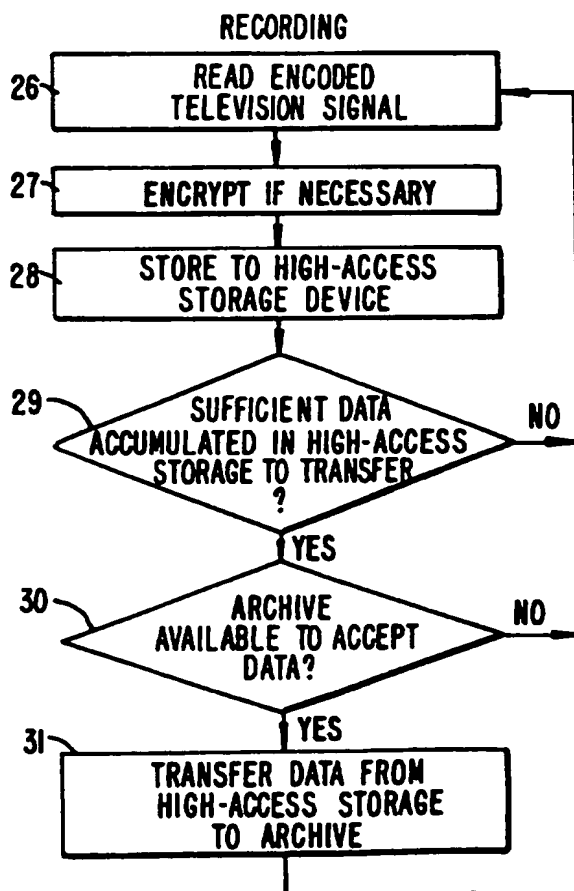 RECORDING
26
READ ENCODED
TELEVISION SIGNAL
27
ENCRYPT IF NECESSARY
28
STORE TO HIGH-ACCESS
STORAGE DEVICE
29
SUFFICIENT DATA
ACCUMULATED IN HIGH-ACCESS
STORAGE TO TRANSFER
?
NO
YES
30
ARCHIVE
AVAILABLE TO ACCEPT
DATA?
NO
YES
31
TRANSFER DATA FROM
HIGH-ACCESS STORAGE
TO ARCHIVE